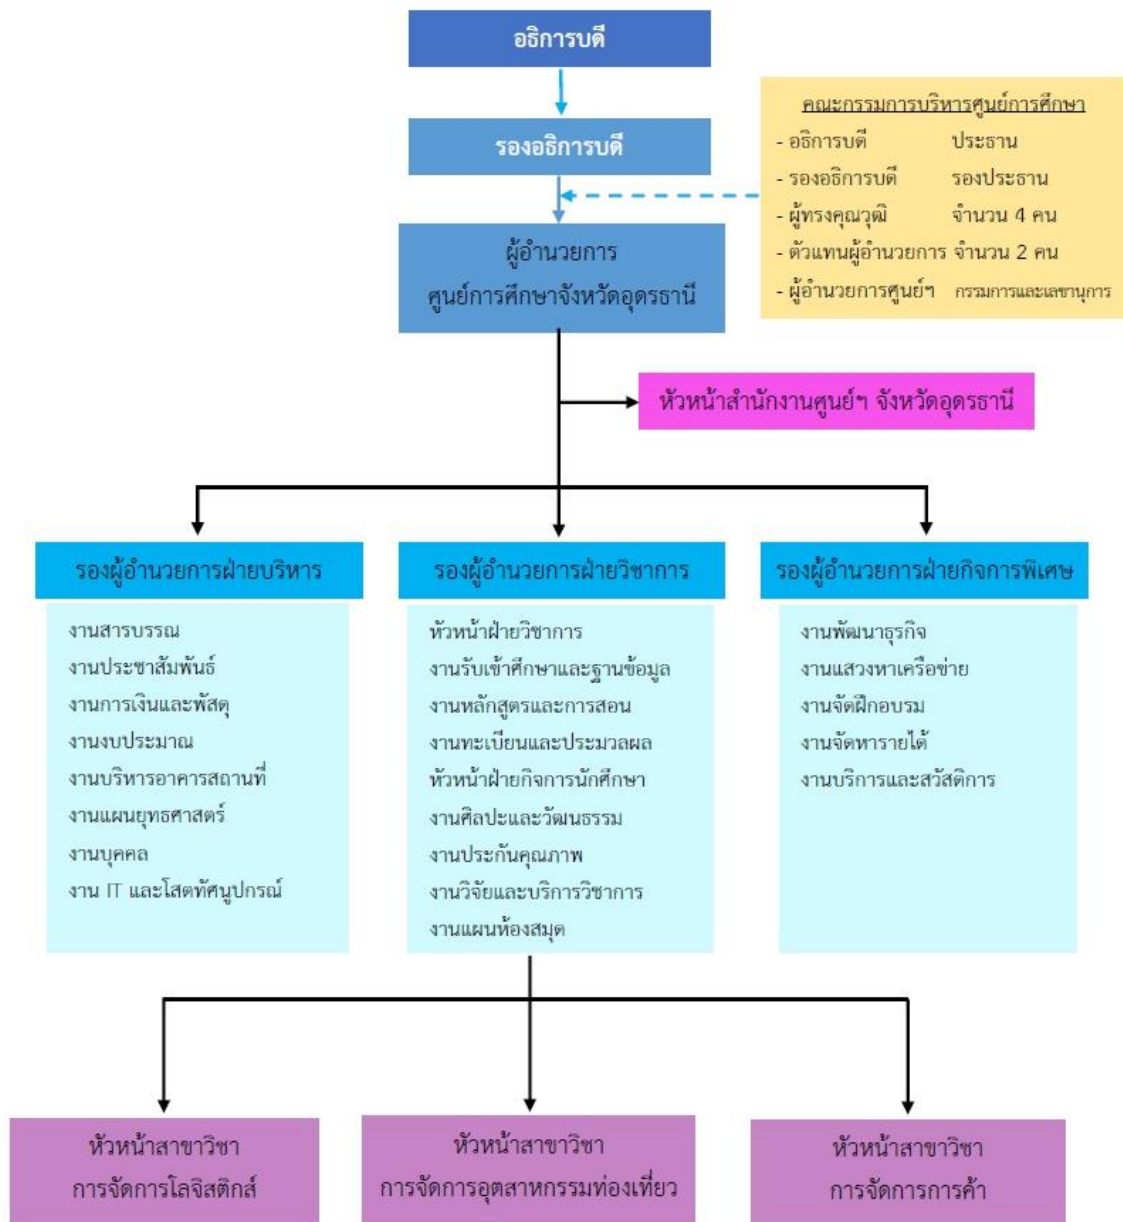 อธิการบดี
รองอธิการบดี
คณะกรรมการบริหารศูนย์การศึกษา
- อธิการบดี ประธาน
- รองอธิการบดี รองประธาน
- ผู้ทรงคุณวุฒิ จำนวน 4 คน
- ตัวแทนผู้อำนวยการ จำนวน 2 คน
- ผู้อำนวยการศูนย์ฯ กรรมการและเลขานุการ
ผู้อำนวยการ
ศูนย์การศึกษาจังหวัดอุดรธานี
หัวหน้าสำนักงานศูนย์ฯ จังหวัดอุดรธานี
รองผู้อำนวยการฝ่ายบริหาร
งานสารบรรณ
งานประชาสัมพันธ์
งานการเงินและพัสดุ
งานงบประมาณ
งานบริหารอาคารสถานที่
งานแผนยุทธศาสตร์
งานบุคคล
งาน IT และโสตทัศนูปกรณ์
รองผู้อำนวยการฝ่ายวิชาการ
หัวหน้าฝ่ายวิชาการ
งานรับเข้าศึกษาและฐานข้อมูล
งานหลักสูตรและการสอน
งานทะเบียนและประมวลผล
หัวหน้าฝ่ายกิจการนักศึกษา
งานศิลปะและวัฒนธรรม
งานประกันคุณภาพ
งานวิจัยและบริการวิชาการ
งานแผนห้องสมุด
รองผู้อำนวยการฝ่ายกิจการพิเศษ
งานพัฒนาธุรกิจ
งานแสวงหาเครือข่าย
งานจัดฝึกอบรม
งานจัดหารายได้
งานบริการและสวัสดิการ
หัวหน้าสาขาวิชา
การจัดการโลจิสติกส์
หัวหน้าสาขาวิชา
การจัดการอุตสาหกรรมท่องเที่ยว
หัวหน้าสาขาวิชา
การจัดการการค้า